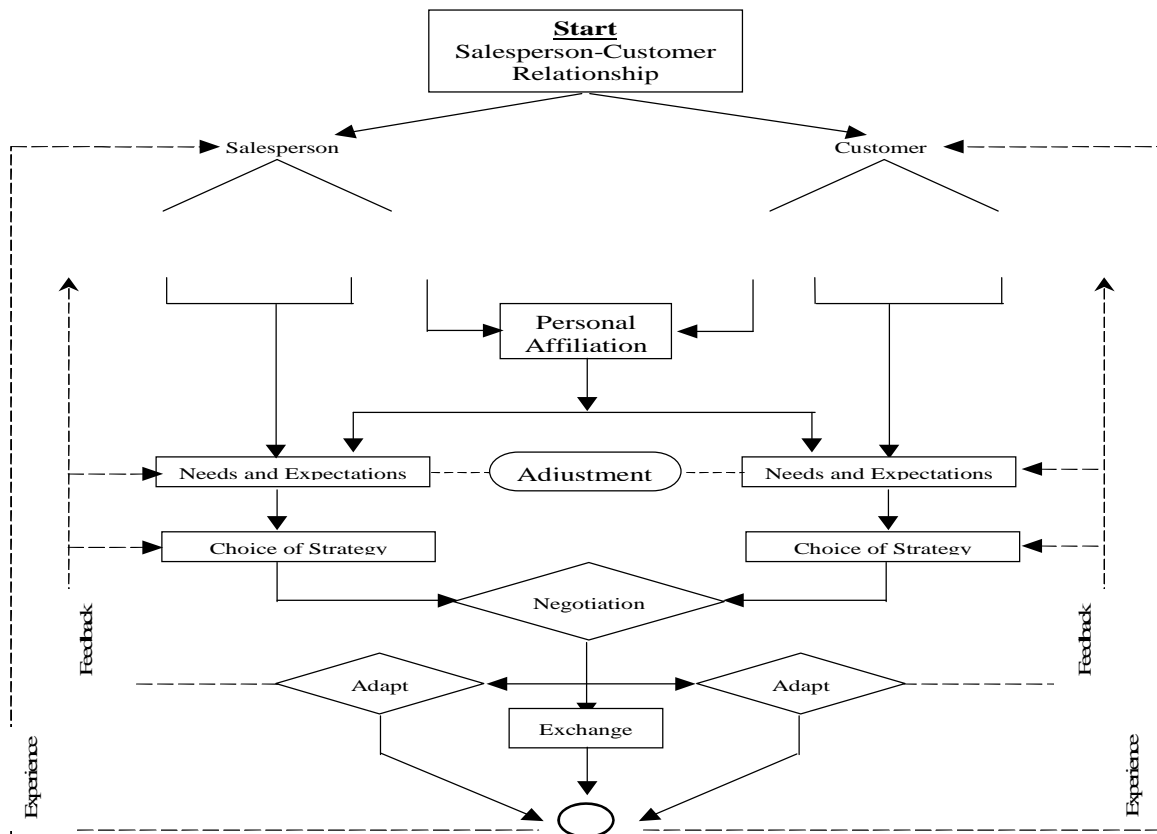 Start
Salesperson-Customer
Relationship
Salesperson
Customer
Personal
Affiliation
Needs and Expectations
Adjustment
Needs and Expectations
Choice of Strategy
Choice of Strategy
Negotiation
Feedback
Feedback
Adapt
Adapt
Exchange
Experience
Experience